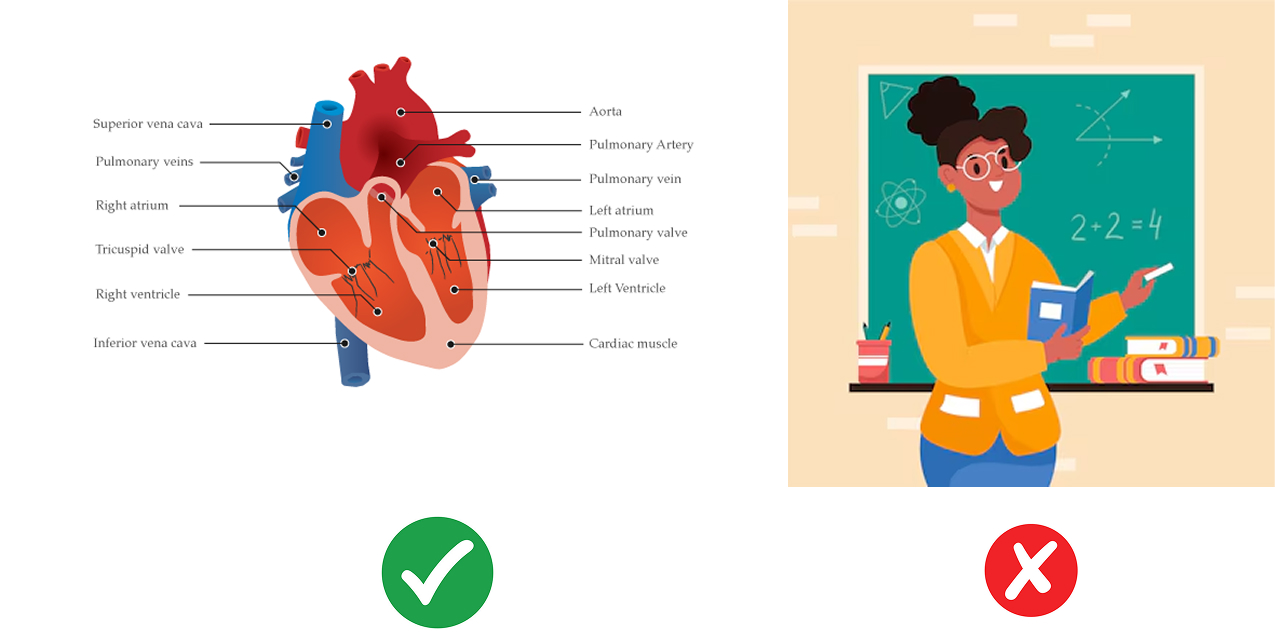 Superior vena cava
Pulmonary veins
Right atrium
Tricuspid valve
Right ventricle
Inferior vena cava
Aorta
Pulmonary Artery
Pulmonary vein
Left atrium
Pulmonary valve
Mitral valve
Left Ventricle
Cardiac muscle
2+2=4